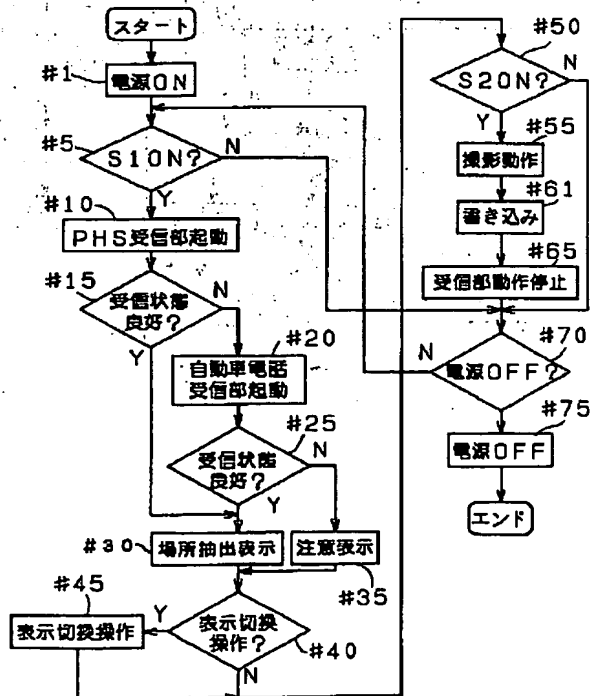 スタート
#1
電源ON
#5
S1ON?
N
Y
#10
PHS受信部起動
#15
受信状態
良好?
N
Y
#20
自動車電話
受信部起動
#25
受信状態
良好?
N
Y
#30
場所抽出表示
注意表示
#35
#45
表示切換操作
Y
表示切換
操作?
#40
N
#50
S2ON?
N
Y
#55
撮影動作
#61
書き込み
#65
受信部動作停止
#70
N
電源OFF?
#75
電源OFF
エンド